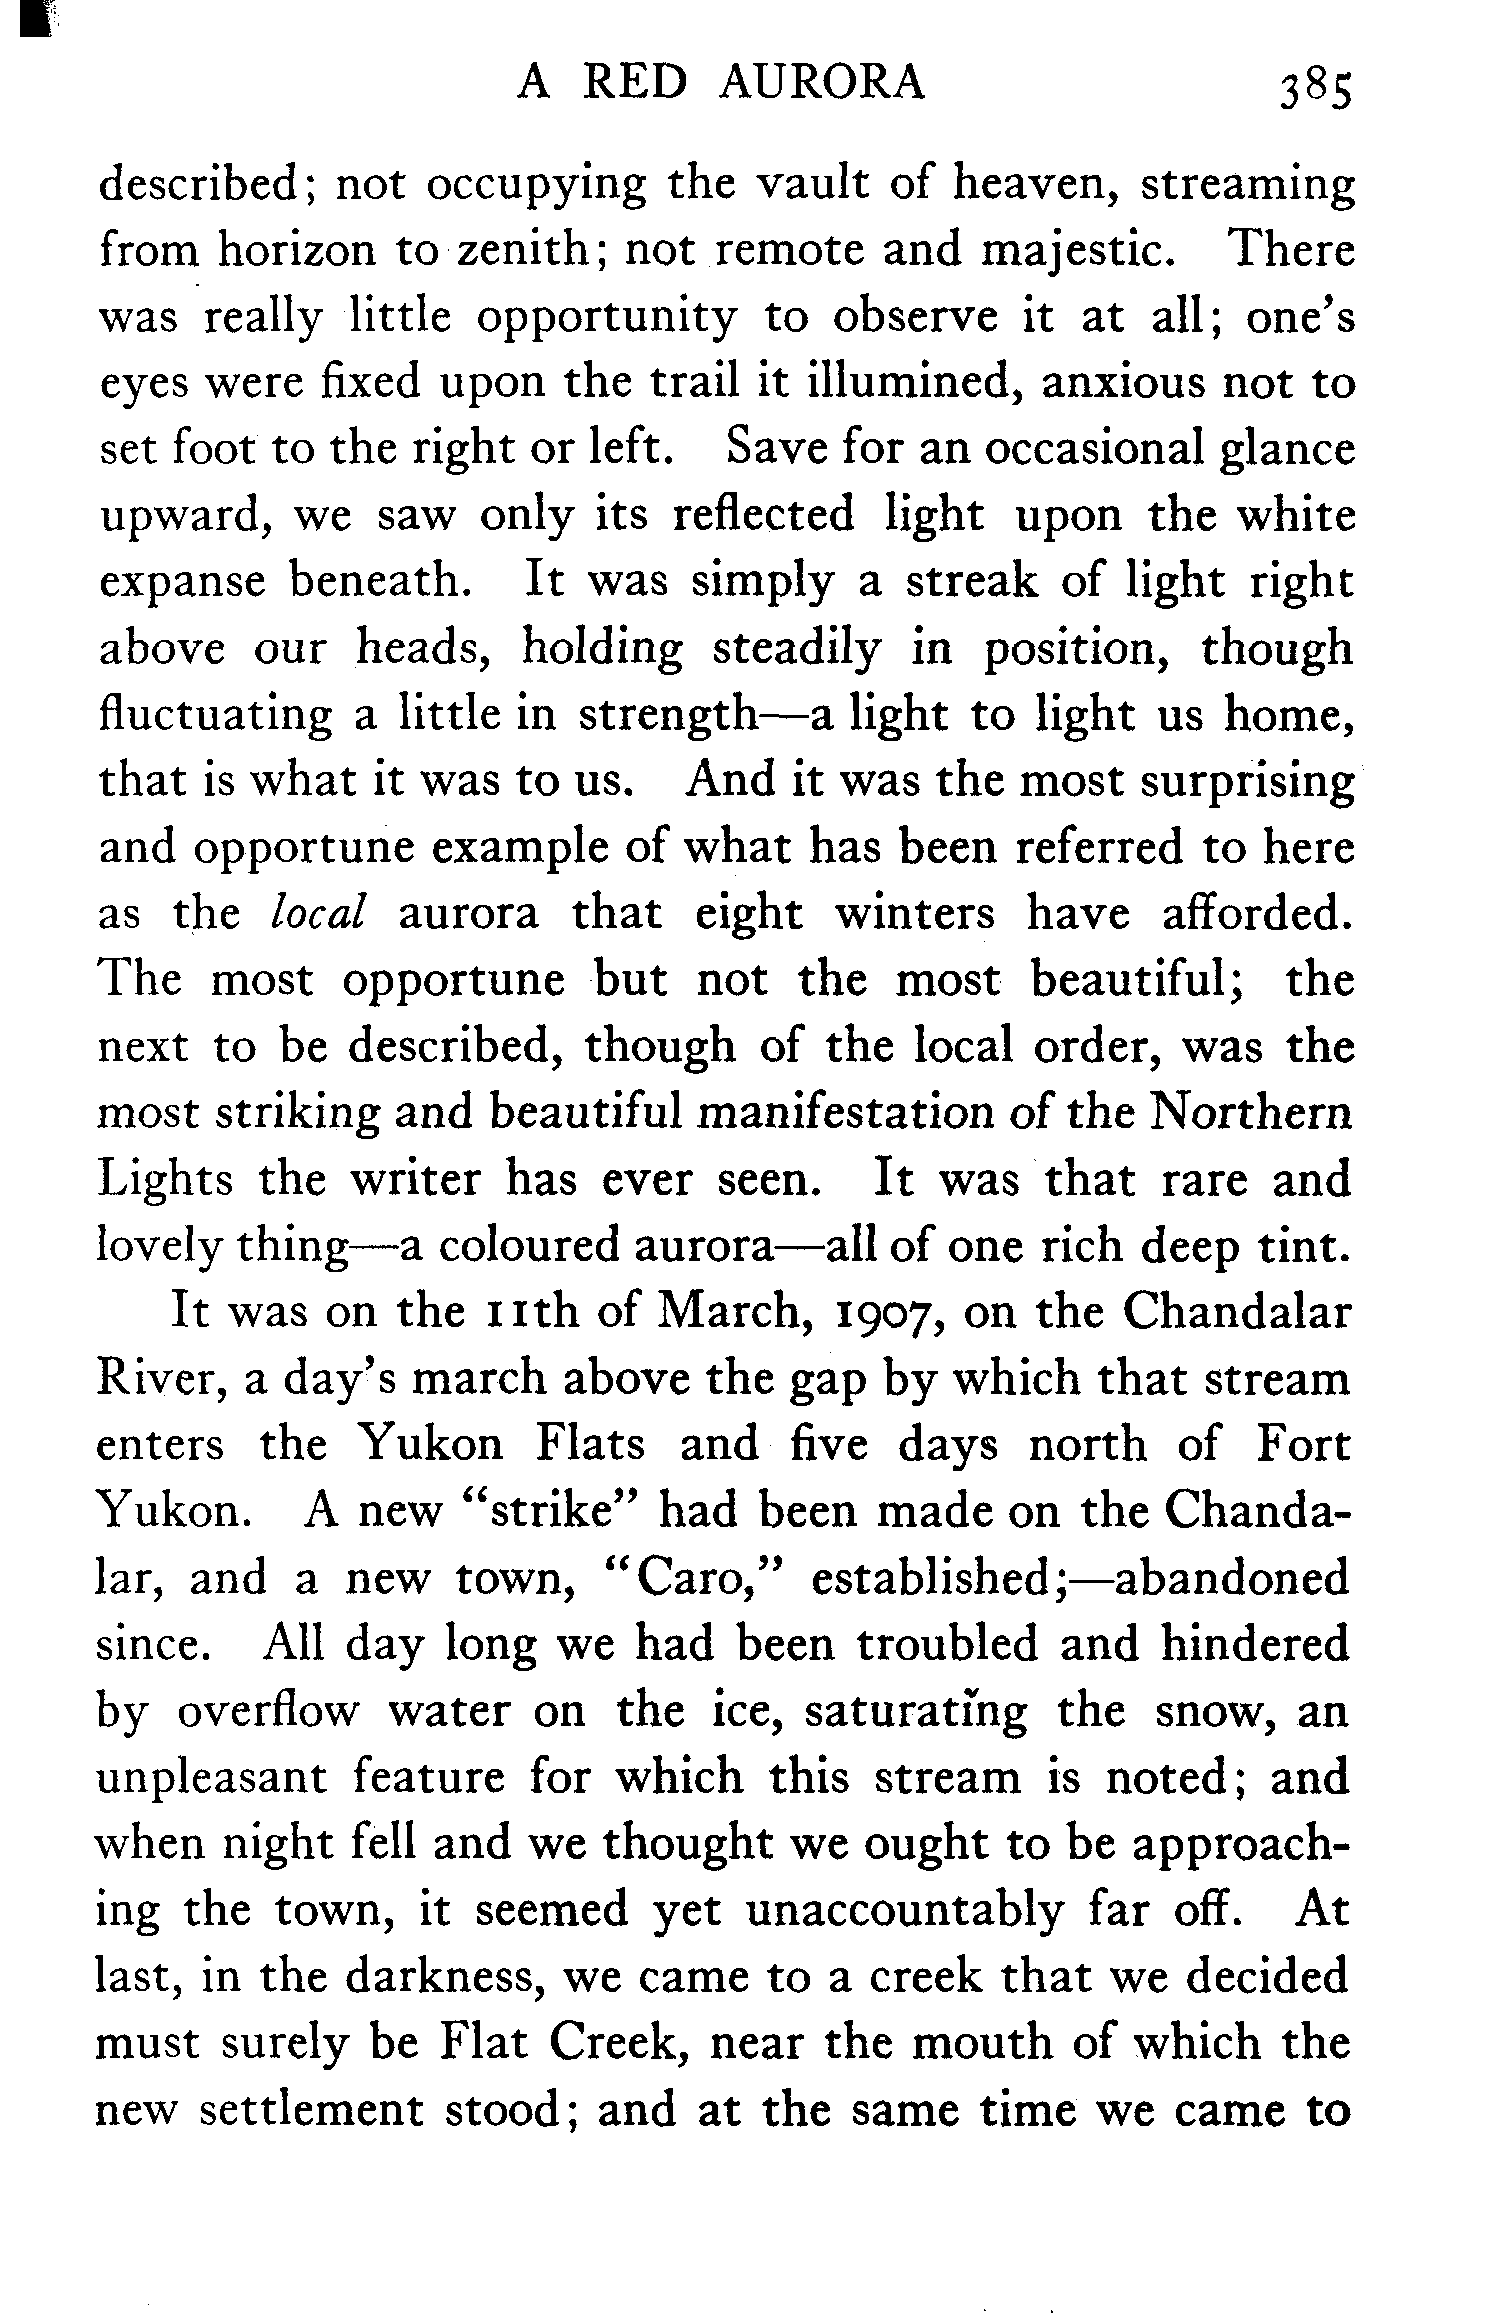 A RED AURORA 385
described; not occupying the vault of heaven, streaming
from horizon to zenith; not remote and majestic. There
was really little opportunity to observe it at all; one's
eyes were fixed upon the trail it illumined, anxious not to
set foot to the right or left. Save for an occasional glance
upward, we saw only its reflected light upon the white
expanse beneath. It was simply a streak of light right
above our heads, holding steadily in position, though
fluctuating a little in strength—a light to light us home,
that is what it was to us. And it was the most surprising
and opportune example of what has been referred to here
as the local aurora that eight winters have afforded.
The most opportune but not the most beautiful; the
next to be described, though of the local order, was the
most striking and beautiful manifestation of the Northern
Lights the writer has ever seen. It was that rare and
lovely thing—a coloured aurora—all of one rich deep tint.
It was on the 11th of March, 1907, on the Chandalar
River, a day's march above the gap by which that stream
enters the Yukon Flats and five days north of Fort
Yukon. A new "strike" had been made on the Chanda-
lar, and a new town, "Caro," established;—abandoned
since. All day long we had been troubled and hindered
by overflow water on the ice, saturating the snow, an
unpleasant feature for which this stream is noted; and
when night fell and we thought we ought to be approach-
ing the town, it seemed yet unaccountably far off. At
last, in the darkness, we came to a creek that we decided
must surely be Flat Creek, near the mouth of which the
new settlement stood; and at the same time we came to